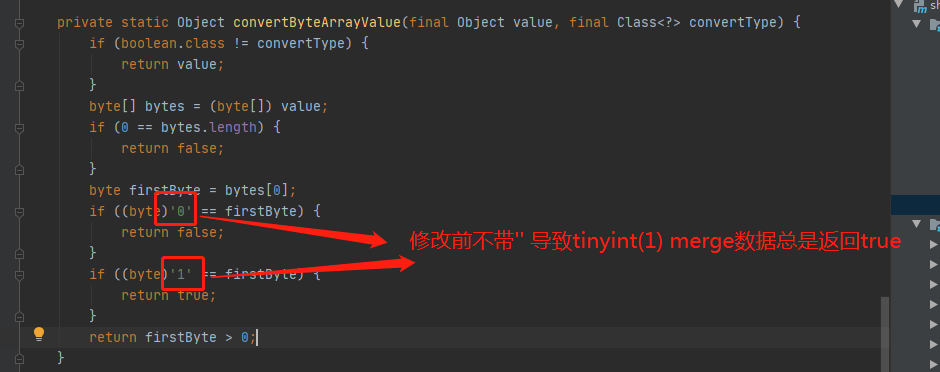 private static Object convertByteArrayValue(final Object value, final Class<?> convertType) {
if (boolean.class != convertType) {
return value;
}
byte[] bytes = (byte[]) value;
if (0 == bytes.length) {
return false;
}
byte firstByte = bytes[0];
if ((byte)'0' == firstByte) {
return false;
}
if ((byte)'1' == firstByte) {
return true;
}
return firstByte > 0;
}
修改前不带'' 导致tinyint(1) merge数据总是返回true
sh